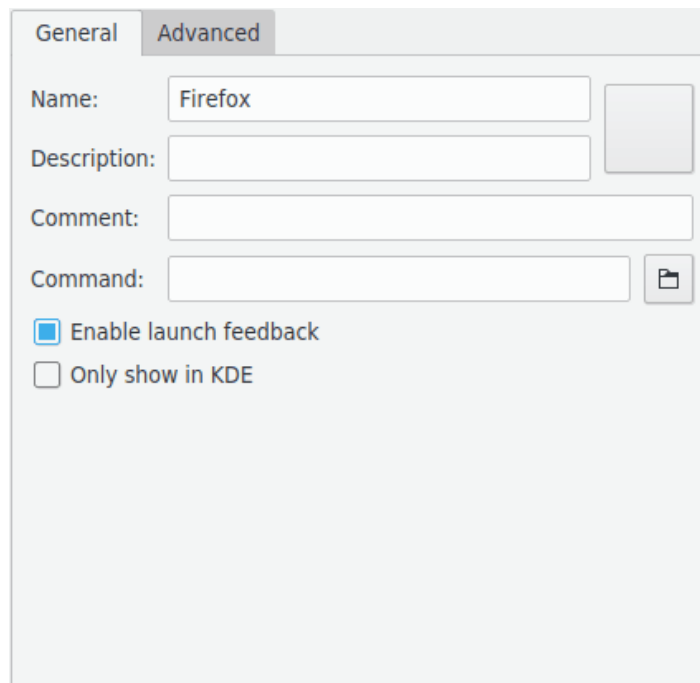 General Advanced
Name: Firefox
Description:
Comment:
Command:
Enable launch feedback
Only show in KDE